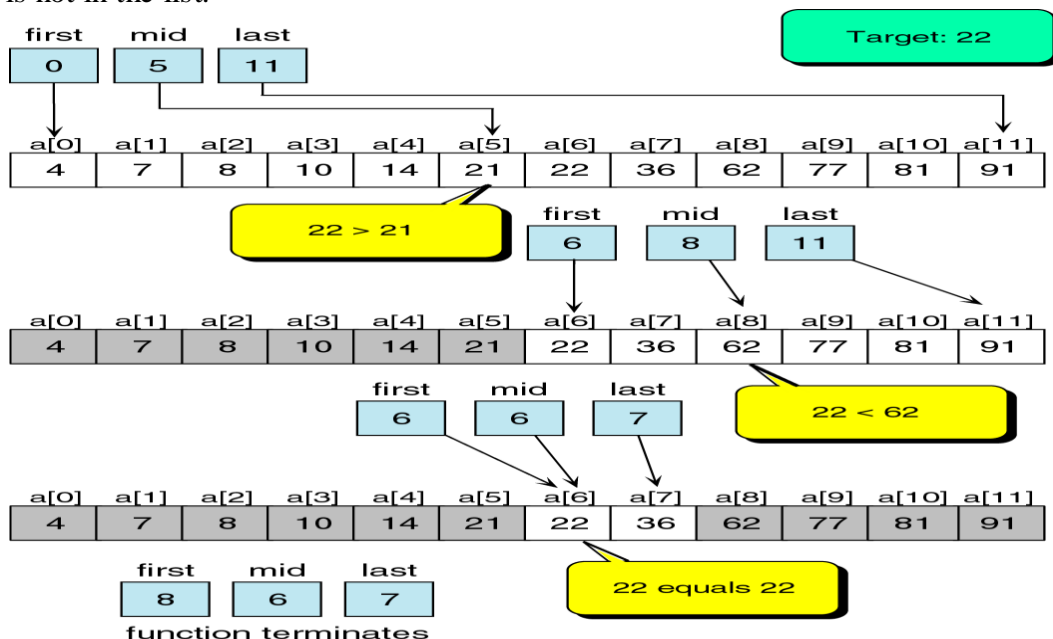 is not in the list.
first mid last
Target: 22
0 5 11
a[0] a[1] a[2] a[3] a[4] a[5] a[6] a[7] a[8] a[9] a[10] a[11]
4 7 8 10 14 21 22 36 62 77 81 91
22 > 21
first mid last
6 8 11
a[0] a[1] a[2] a[3] a[4] a[5] a[6] a[7] a[8] a[9] a[10] a[11]
4 7 8 10 14 21 22 36 62 77 81 91
22 < 62
first mid last
6 6 7
a[0] a[1] a[2] a[3] a[4] a[5] a[6] a[7] a[8] a[9] a[10] a[11]
4 7 8 10 14 21 22 36 62 77 81 91
22 equals 22
first mid last
8 6 7
function terminates